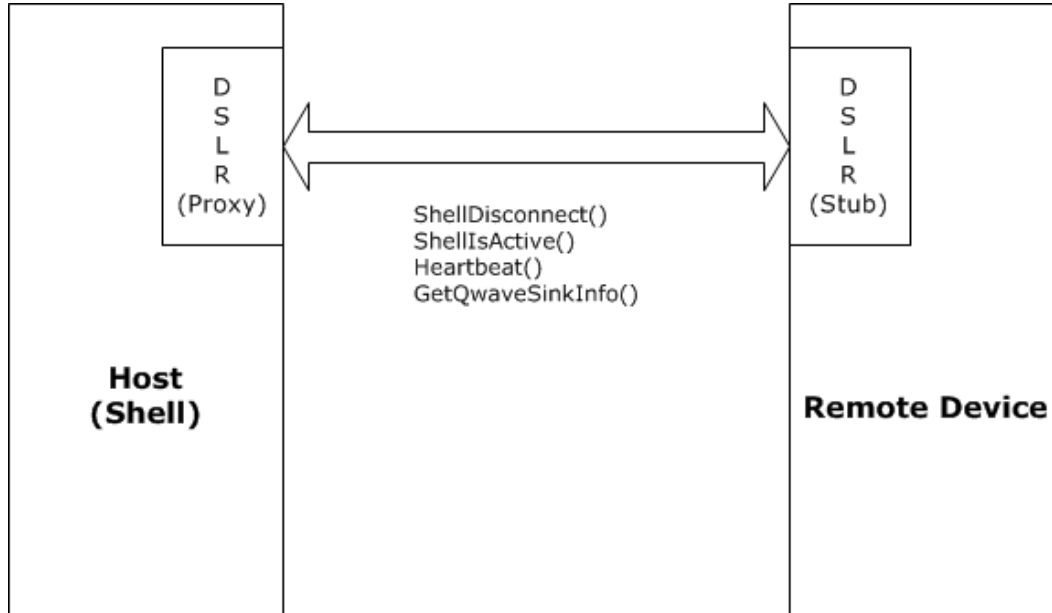 D
S
L
R
(Proxy)
D
S
L
R
(Stub)
ShellDisconnect()
ShellIsActive()
Heartbeat()
GetQwaveSinkInfo()
Host
(Shell)
Remote Device